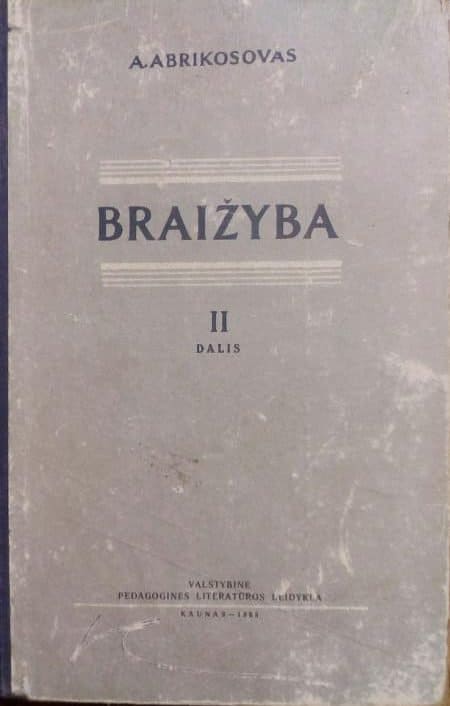 A.ABRIKOSOVAS
BRAIŽYBA
II
DALIS
VALSTYBINĖ
PEDAGOGINĖS LITERATŪROS LEIDYKLA
KAUNAS—